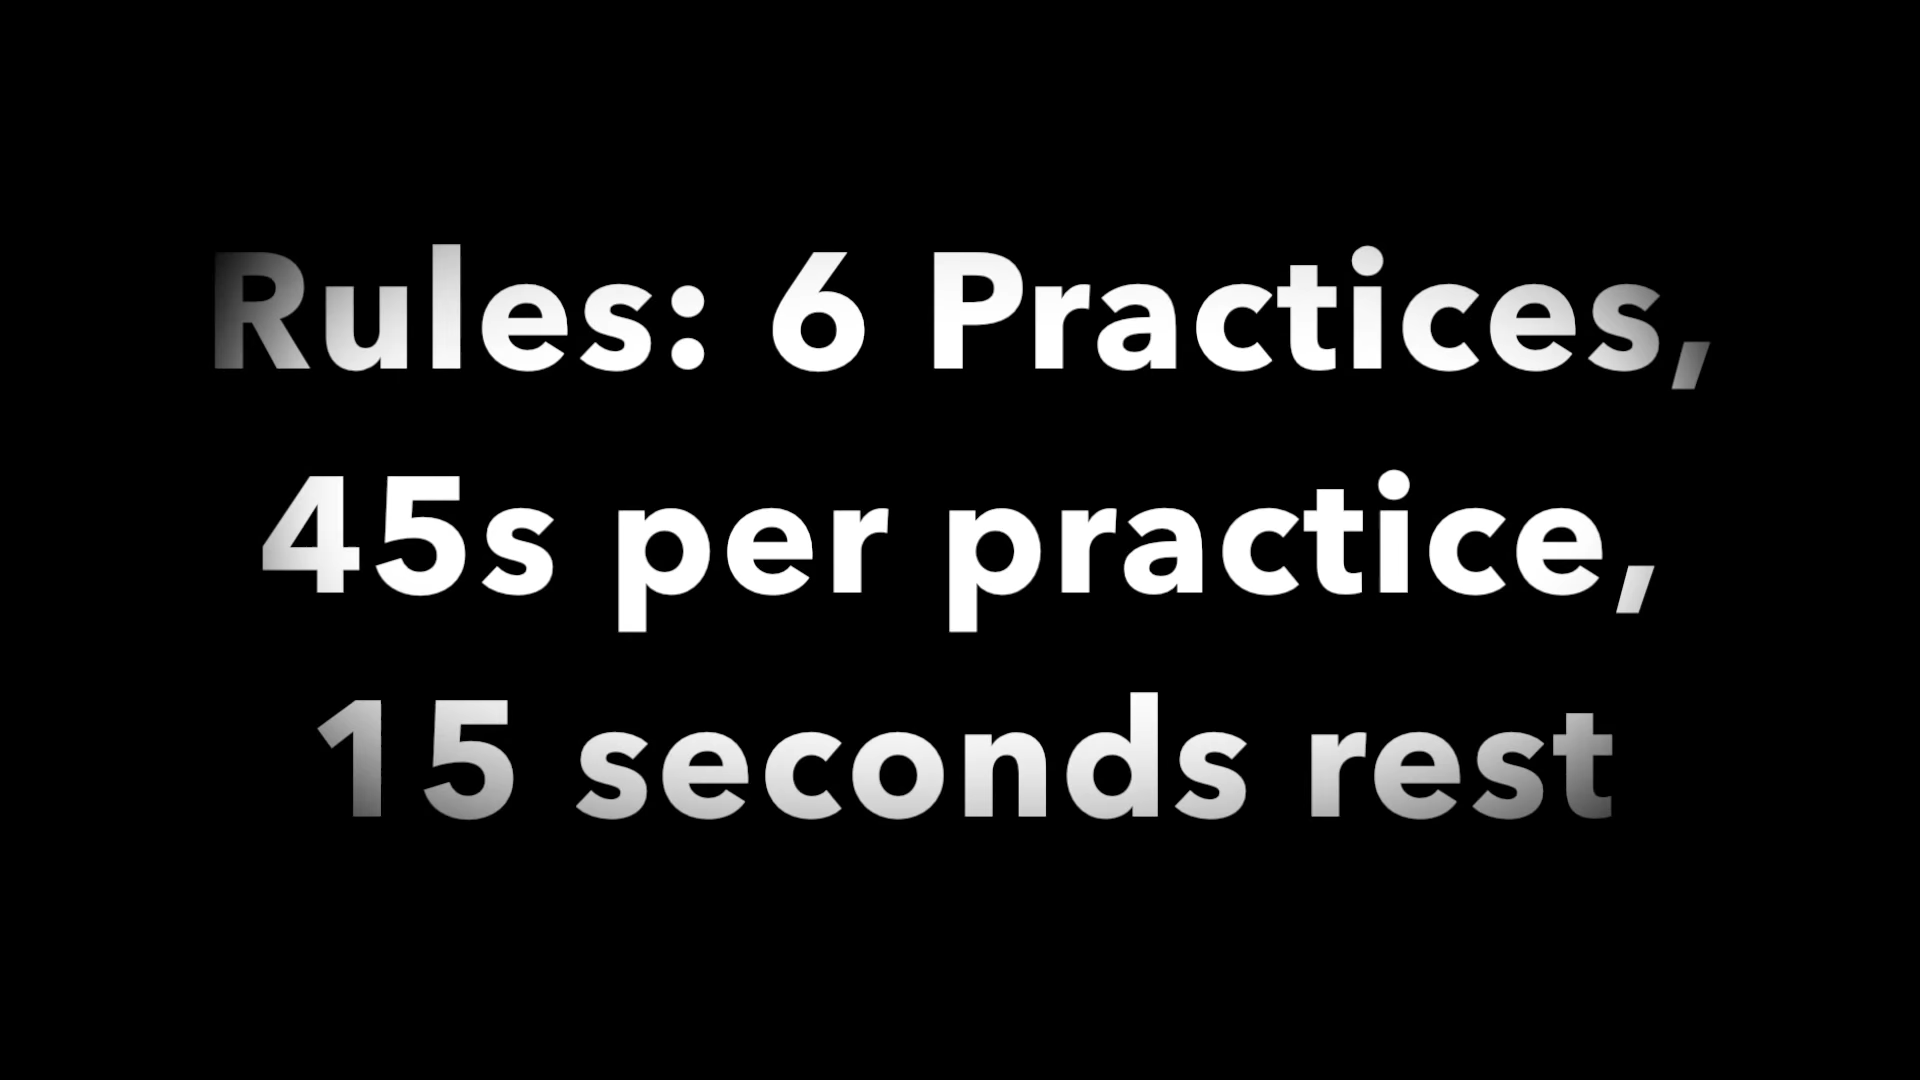 Rules: 6 Practices,
45s per practice,
15 seconds rest